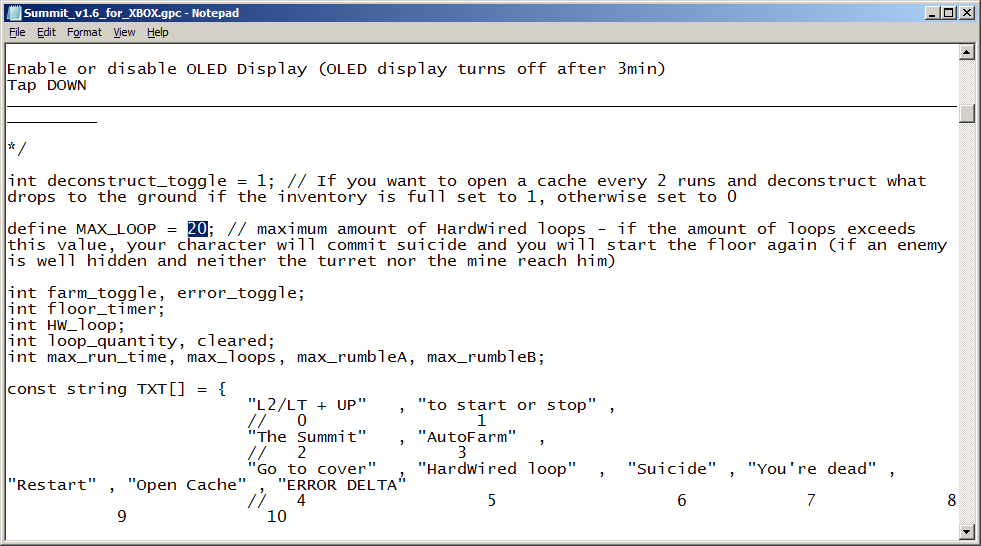 Summit_v1.6_for_XBOX.gpc - Notepad
File Edit Format View Help
Enable or disable OLED Display (OLED display turns off after 3min)
Tap DOWN
_______________________________________________________________________________________________
_________
*/
int deconstruct_toggle = 1; // If you want to open a cache every 2 runs and deconstruct what
drops to the ground if the inventory is full set to 1, otherwise set to 0
define MAX_LOOP = 20; // maximum amount of HardWired loops - if the amount of loops exceeds
this value, your character will commit suicide and you will start the floor again (if an enemy
is well hidden and neither the turret nor the mine reach him)
int farm_toggle, error_toggle;
int floor_timer;
int HW_loop;
int loop_quantity, cleared;
int max_run_time, max_loops, max_rumbleA, max_rumbleB;
const string TXT[] = {
"L2/LT + UP" , "to start or stop" ,
// 0 1
"The Summit" , "AutoFarm" ,
// 2 3
"Go to cover" , "HardWired loop" , "Suicide" , "You're dead" ,
"Restart" , "Open Cache" , "ERROR DELTA"
// 4 5 6 7 8
9 10